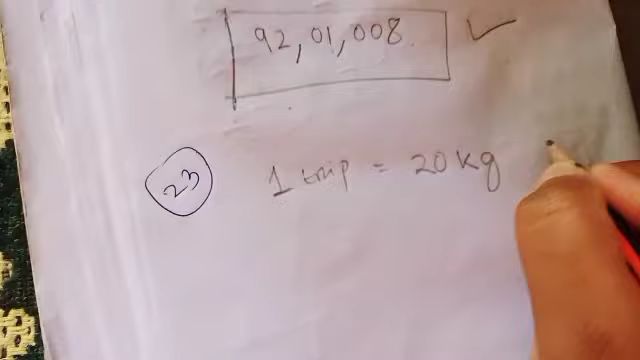 92,01,008.
23 1 trip = 20 kg